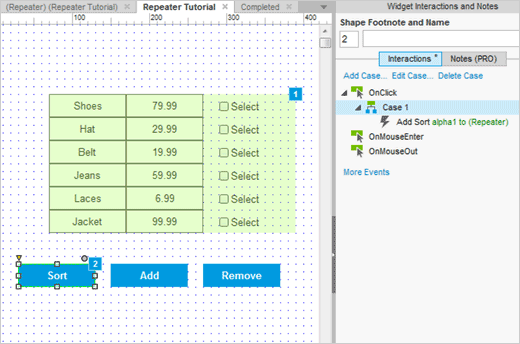 (Repeater) (Repeater Tutorial)
Repeater Tutorial
Completed
Widget Interactions and Notes
100
200
300
400
Shape Footnote and Name
2
Interactions *
Notes (PRO)
Add Case...
Edit Case...
Delete Case
OnClick
Case 1
Add Sort alpha1 to (Repeater)
OnMouseEnter
OnMouseOut
More Events
1
Shoes 79.99 Select
Hat 29.99 Select
Belt 19.99 Select
Jeans 59.99 Select
Laces 6.99 Select
Jacket 99.99 Select
2
Sort
Add
Remove